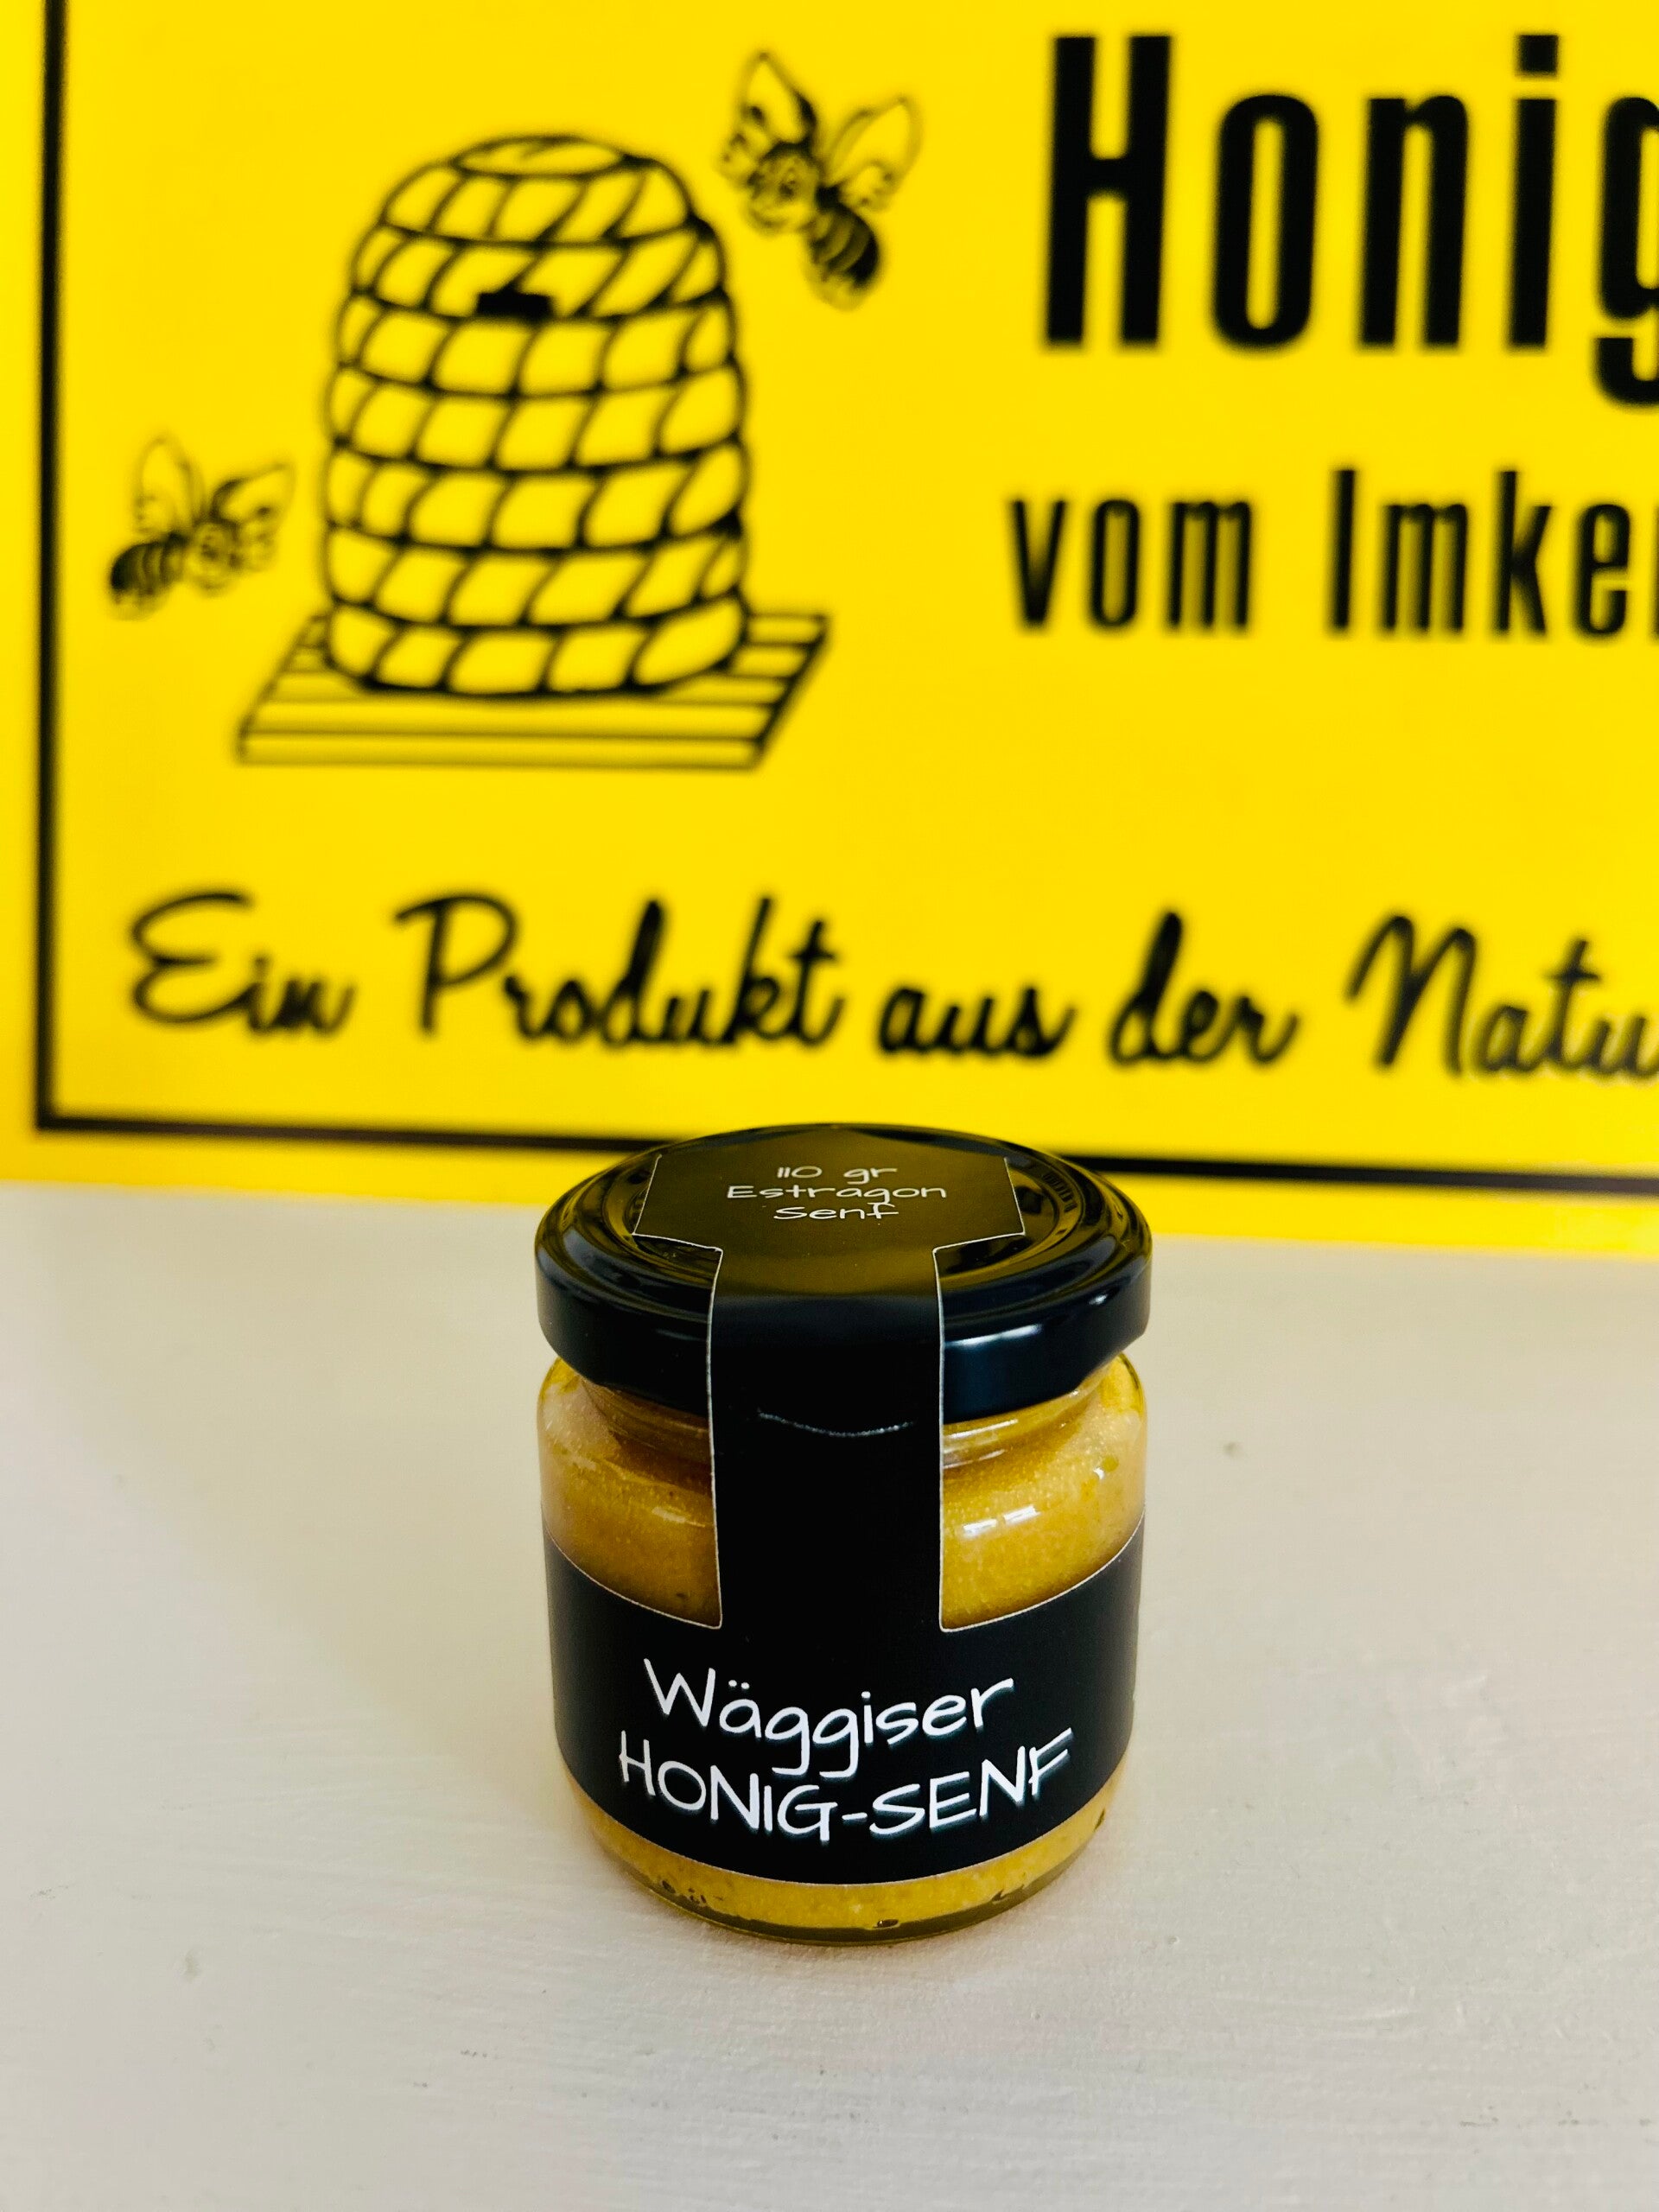 Honig
vom Imker
Ein Produkt aus der Natu
110 gr
Estragon
Senf
Wäggiser
HONIG-SENF